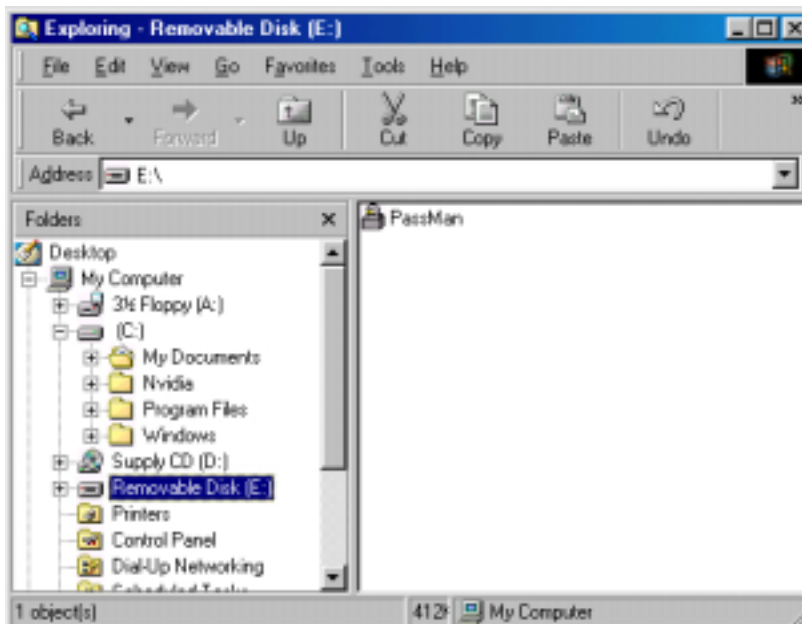 Exploring - Removable Disk (E:)
File Edit View Go Favorites Tools Help
Back Forward Up Cut Copy Paste Undo
Address E:\
Folders
Desktop
My Computer
3½ Floppy (A:)
(C:)
My Documents
Nvidia
Program Files
Windows
Supply CD (D:)
Removable Disk (E:)
Printers
Control Panel
Dial-Up Networking
Scheduled Tasks
PassMan
1 object(s) My Computer